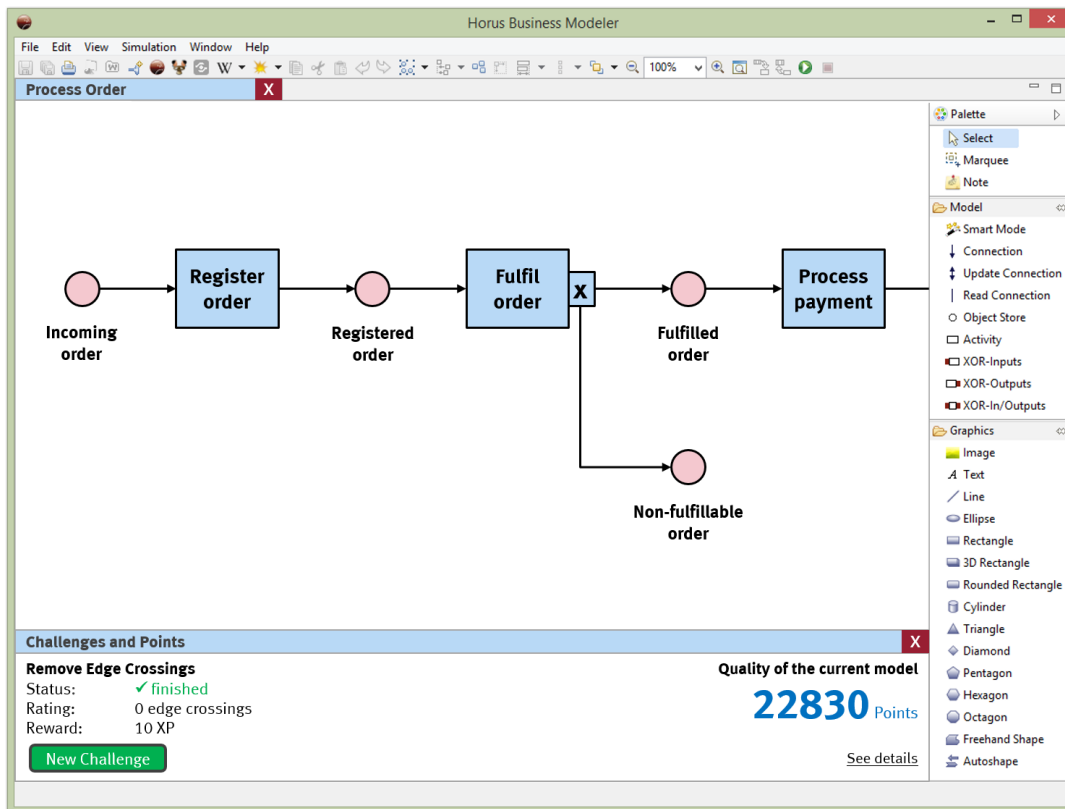 Horus Business Modeler
File Edit View Simulation Window Help
W 100%
Process Order X
Palette
Select
Marquee
Note
Model
Smart Mode
Connection
Update Connection
Read Connection
Object Store
Activity
XOR-Inputs
XOR-Outputs
XOR-In/Outputs
Graphics
Image
A Text
Line
Ellipse
Rectangle
3D Rectangle
Rounded Rectangle
Cylinder
Triangle
Diamond
Pentagon
Hexagon
Octagon
Freehand Shape
Autoshape
Register
order
Fulfil
order
X
Process
payment
Incoming
order
Registered
order
Fulfilled
order
Non-fulfillable
order
Challenges and Points X
Remove Edge Crossings
Status: ✓ finished
Rating: 0 edge crossings
Reward: 10 XP
New Challenge
Quality of the current model
22830 Points
See details